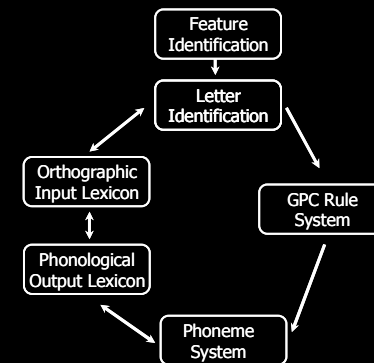 Feature
Identification
Letter
Identification
Orthographic
Input Lexicon
GPC Rule
System
Phonological
Output Lexicon
Phoneme
System